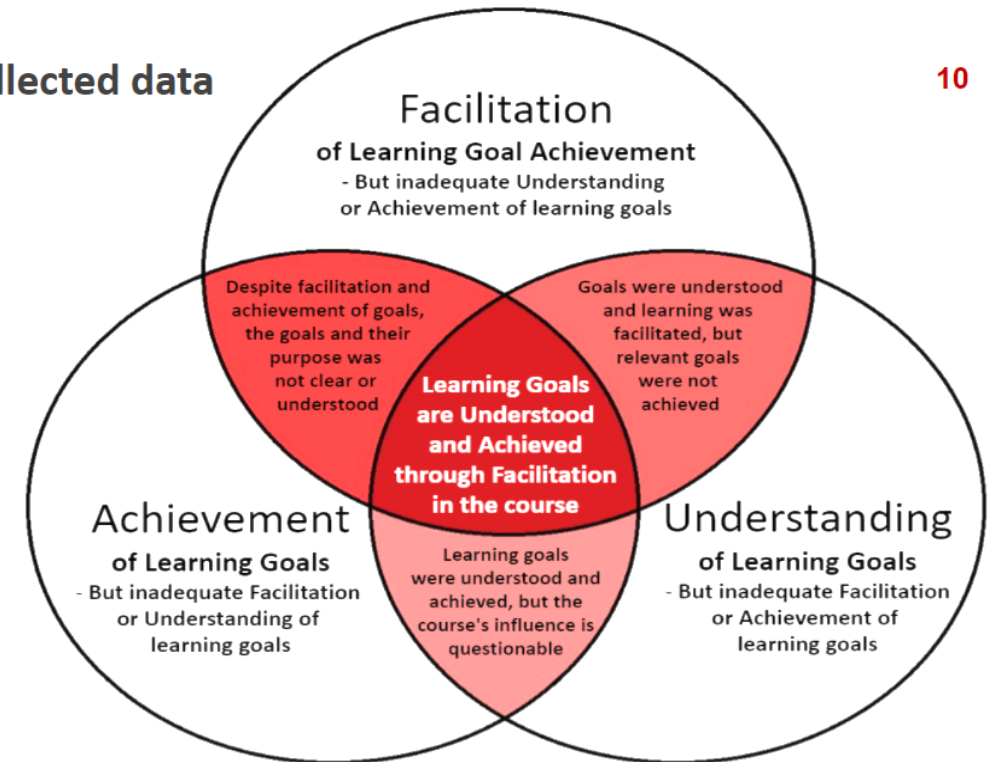 llected data
10
Facilitation
of Learning Goal Achievement
- But inadequate Understanding
or Achievement of learning goals
Despite facilitation and
achievement of goals,
the goals and their
purpose was
not clear or
understood
Goals were understood
and learning was
facilitated, but
relevant goals
were not
achieved
Learning Goals
are Understood
and Achieved
through Facilitation
in the course
Achievement
of Learning Goals
- But inadequate Facilitation
or Understanding of
learning goals
Understanding
of Learning Goals
- But inadequate Facilitation
or Achievement of
learning goals
Learning goals
were understood and
achieved, but the
course's influence is
questionable